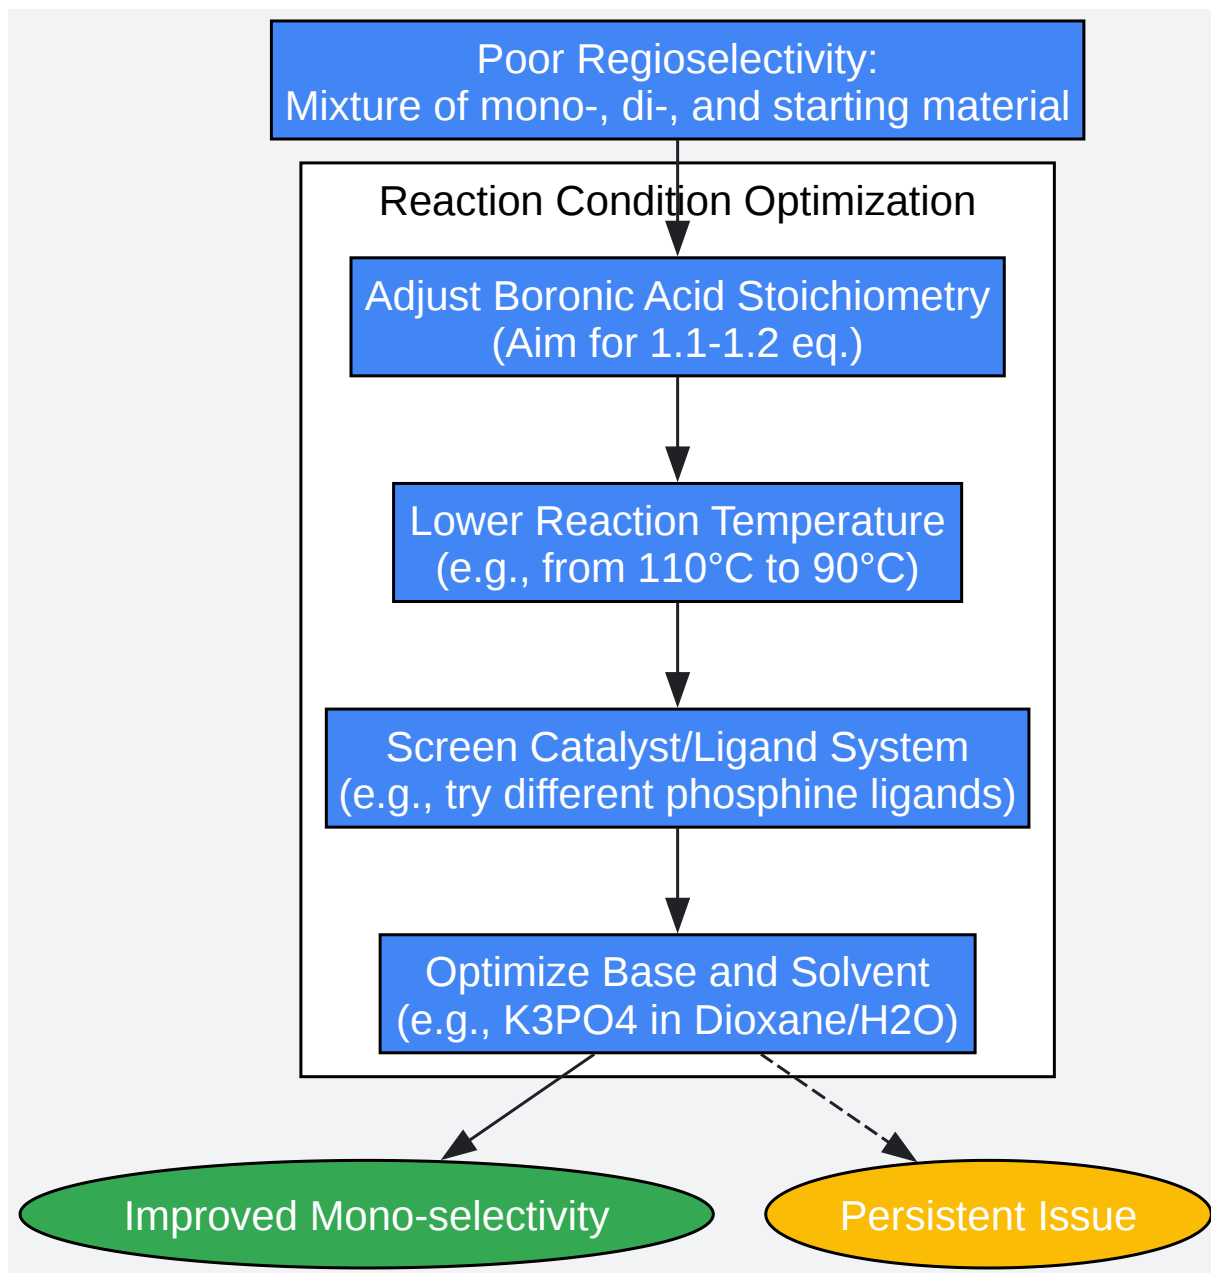 Poor Regioselectivity:
Mixture of mono-, di-, and starting material
Reaction Condition Optimization
Adjust Boronic Acid Stoichiometry
(Aim for 1.1-1.2 eq.)
Lower Reaction Temperature
(e.g., from 110°C to 90°C)
Screen Catalyst/Ligand System
(e.g., try different phosphine ligands)
Optimize Base and Solvent
(e.g., K3PO4 in Dioxane/H2O)
Improved Mono-selectivity
Persistent Issue